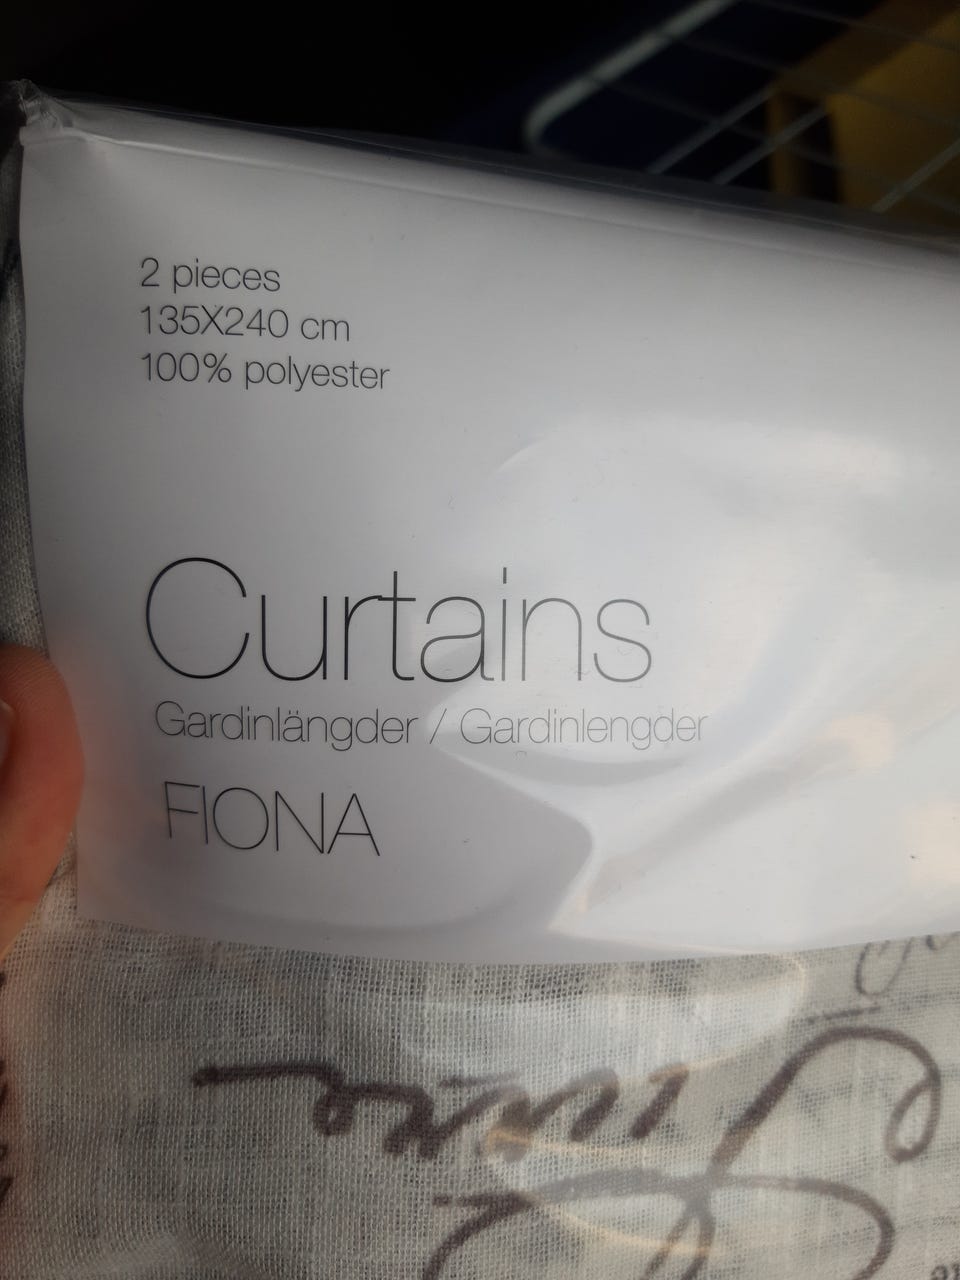 2 pieces
135X240 cm
100% polyester
Curtains
Gardinlängder / Gardinlengder
FIONA